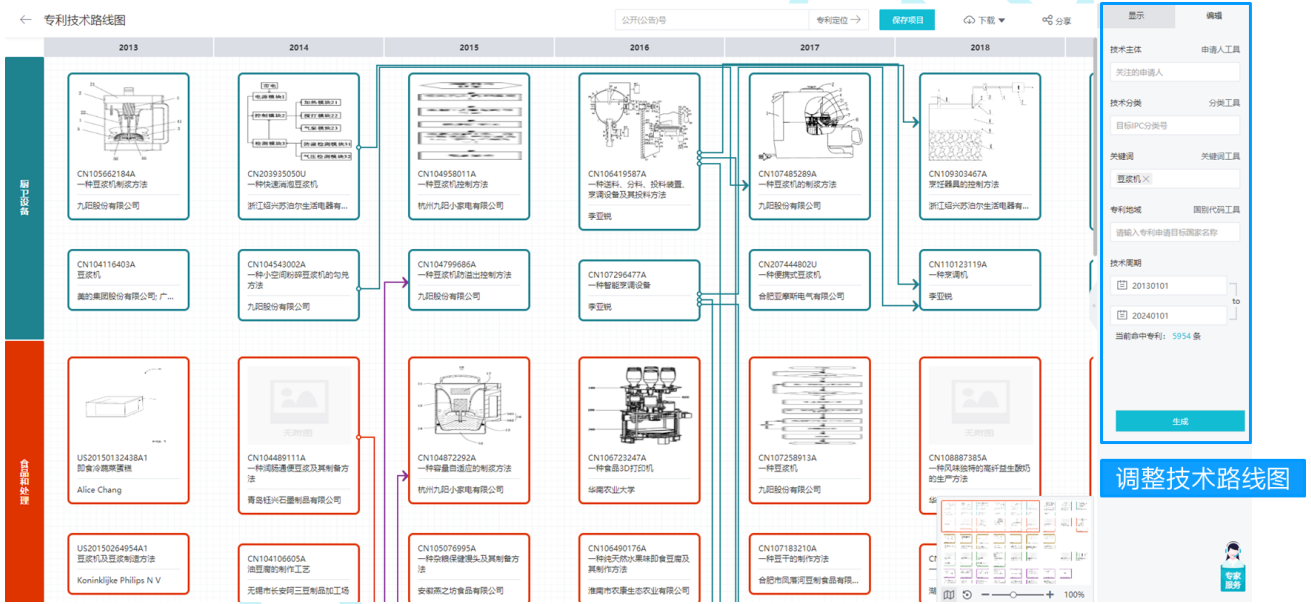 专利技术路线图
公开(公告)号
专利定位
保存项目
下载
分享
2013
2014
2015
2016
2017
2018
厨卫设备
CN105662184A
一种豆浆机制浆方法
九阳股份有限公司
CN203935050U
一种快速消泡豆浆机
浙江绍兴苏泊尔生活电器有...
CN104958011A
一种豆浆机控制方法
杭州九阳小家电有限公司
CN106419587A
一种送料、分料、投料装置、
烹调设备及其投料方法
李亚锐
CN107485289A
一种豆浆机的制浆方法
九阳股份有限公司
CN109303467A
烹饪器具的控制方法
浙江绍兴苏泊尔生活电器有...
CN104116403A
豆浆机
美的集团股份有限公司; 广...
CN104543002A
一种小空间粉碎豆浆机的匀兑
方法
九阳股份有限公司
CN104799686A
一种豆浆机防溢出控制方法
九阳股份有限公司
CN107296477A
一种智能烹调设备
李亚锐
CN207444802U
一种便携式豆浆机
合肥亚摩斯电气有限公司
CN110123119A
一种烹调机
李亚锐
食品和处理
US20150132438A1
即食冷蔬菜蛋糕
Alice Chang
无附图
CN104489111A
一种润肠通便豆浆及其制备方
法
青岛钰兴石墨制品有限公司
CN104872292A
一种容量自适应的制浆方法
杭州九阳小家电有限公司
CN106723247A
一种食品3D打印机
华南农业大学
CN107258913A
一种豆浆机
九阳股份有限公司
无附图
CN108887385A
一种风味独特的高纤益生酸奶
的生产方法
US20150264954A1
豆浆机及豆浆制造方法
Koninklijke Philips N V
CN104106605A
油豆腐的制作工艺
无锡市长安阿三豆制品加工场
CN105076995A
一种杂粮保健馒头及其制备方
法
安徽燕之坊食品有限公司
CN106490176A
一种纯天然水果味即食豆腐及
其制作方法
淮南市农康生态农业有限公司
CN107183210A
一种豆干的制作方法
合肥市凤落河豆制食品有限...
100%
显示
编辑
技术主体
申请人工具
关注的申请人
技术分类
分类工具
目标IPC分类号
关键词
关键词工具
豆浆机
专利地域
国别代码工具
请输入专利申请目标国家名称
技术周期
20130101
to
20240101
当前命中专利: 5954 条
生成
调整技术路线图
专家
服务